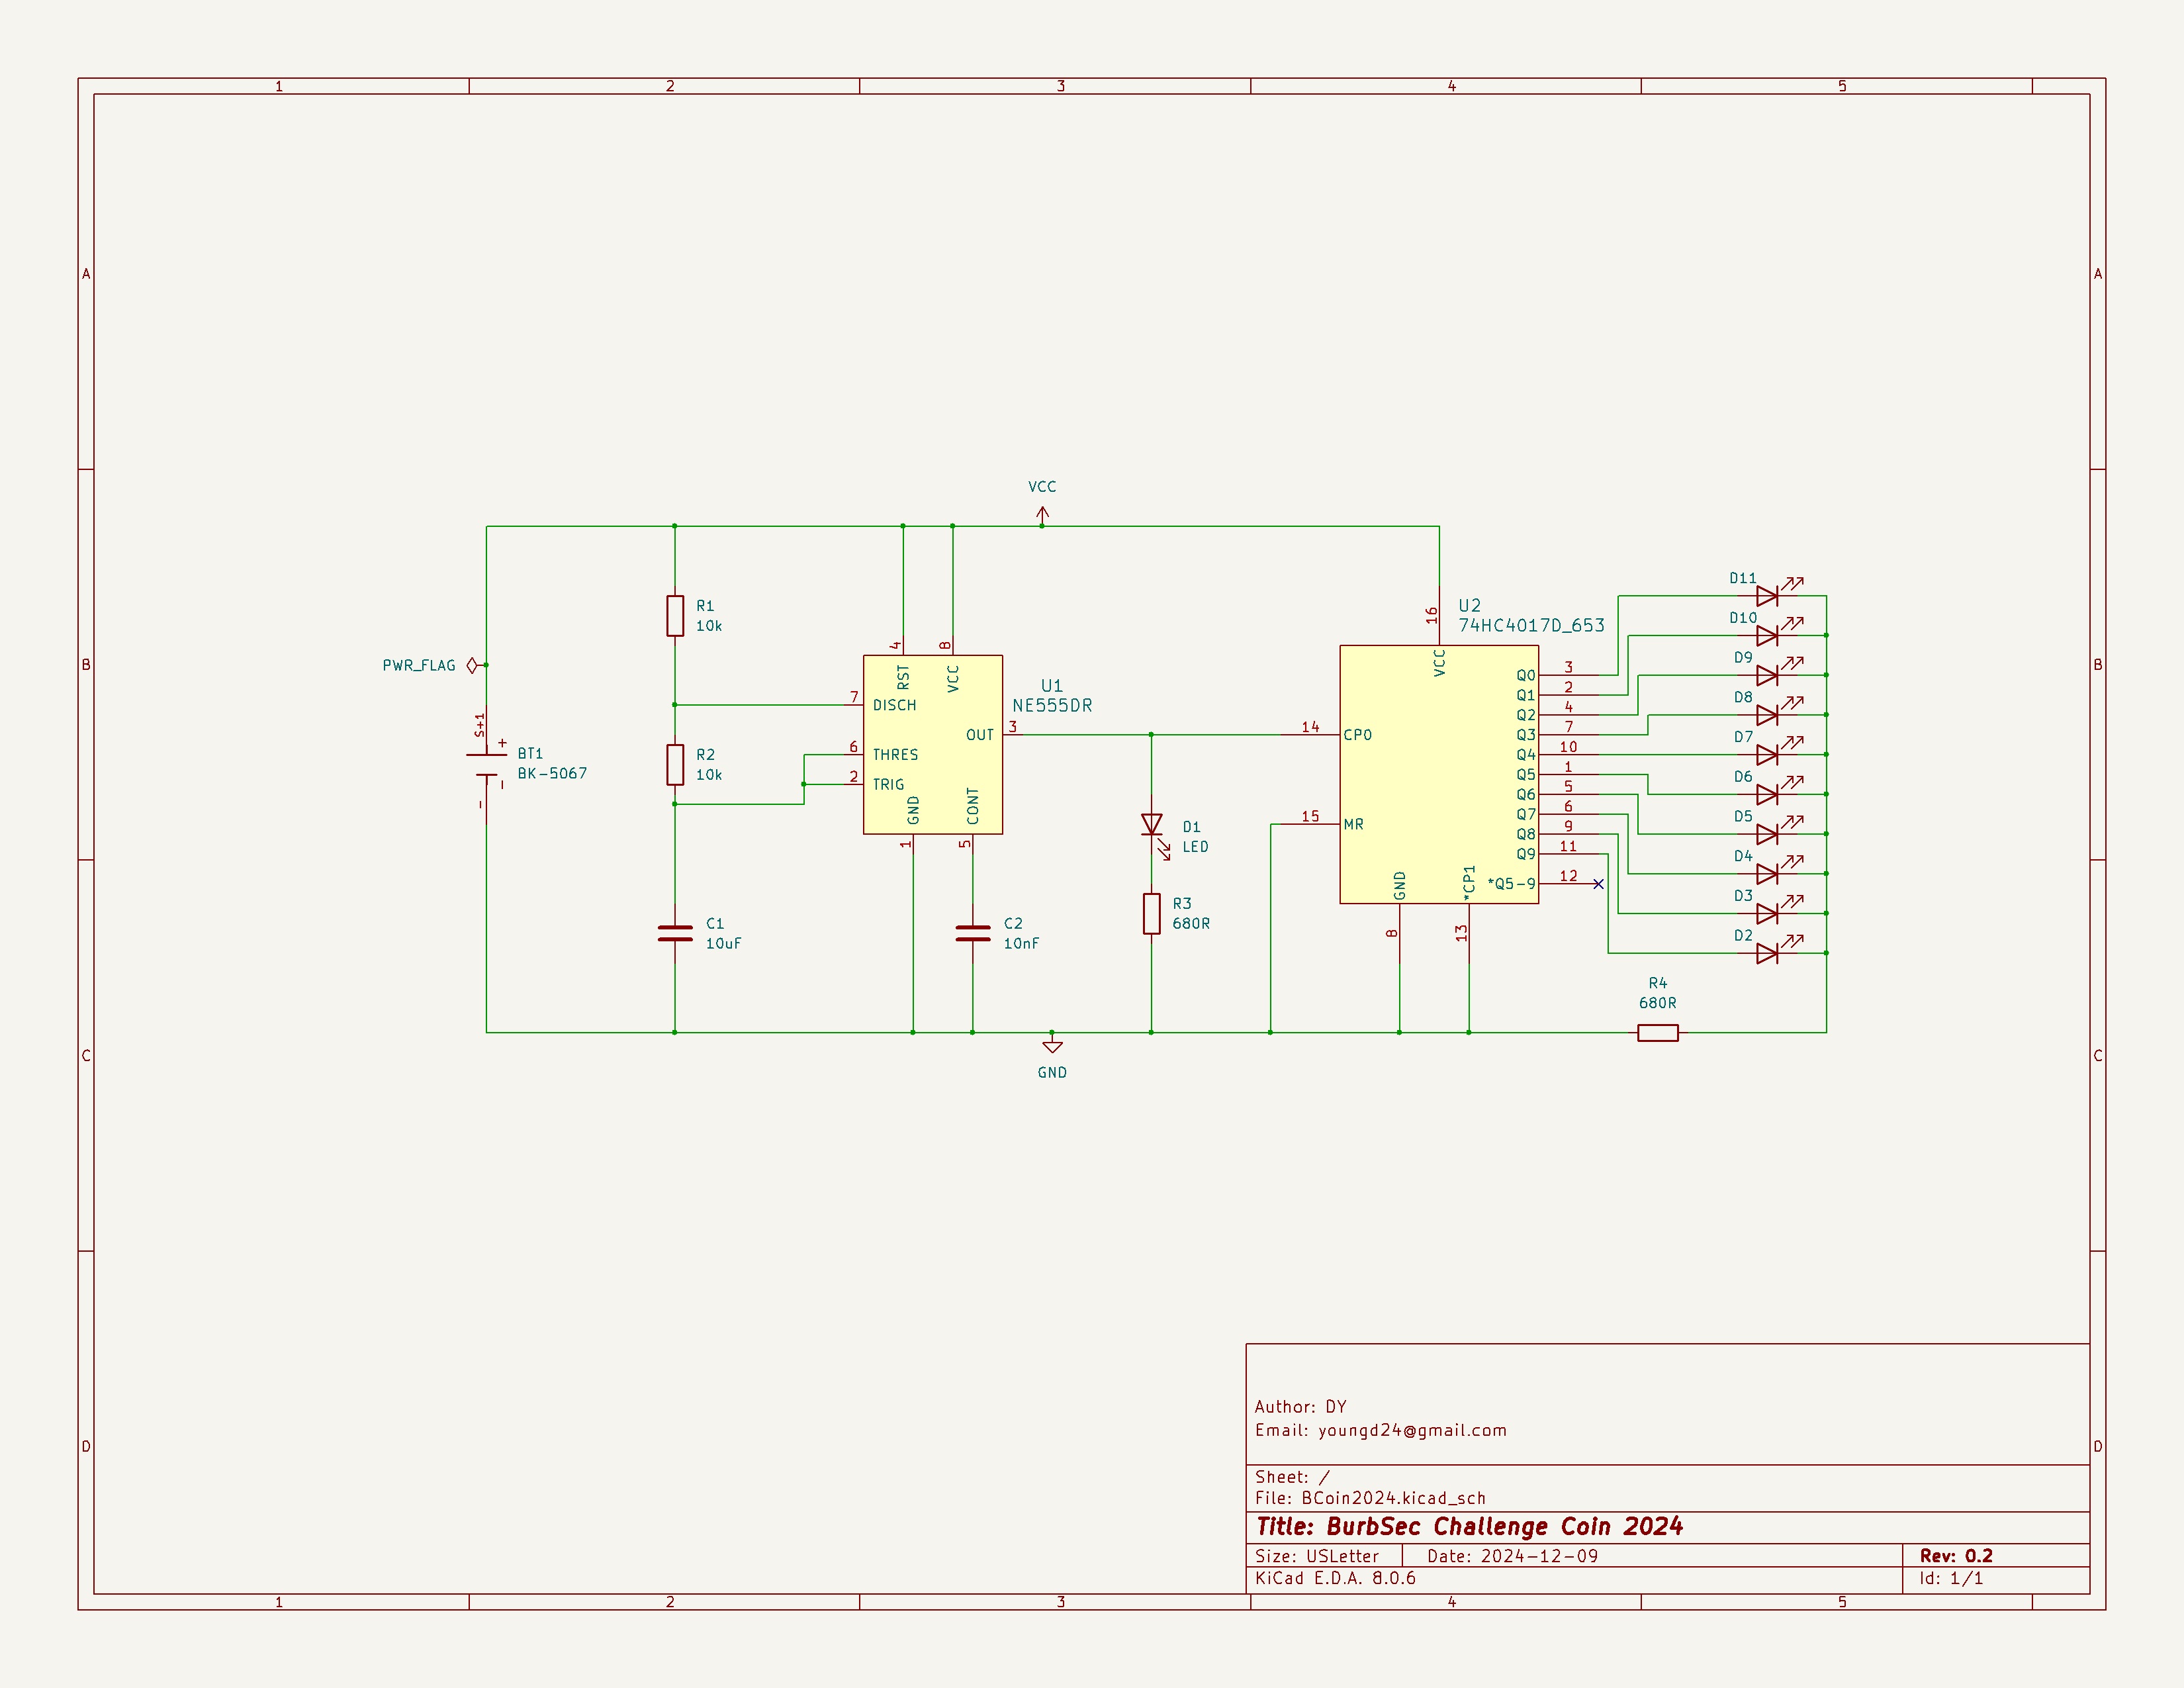 1 2 3 4 5
A A
VCC
D11
R1
10k
4
8
16
U2
74HC4017D_653
D10
PWR_FLAG
RST
VCC
VCC
B B
D9
3
Q0
U1
NE555DR
2
Q1
7
DISCH
4
Q2
D8
S+1
+
OUT
3
14
CP0
7
Q3
D7
BT1
BK-5067
-
-
R2
10k
6
THRES
10
Q4
1
Q5
D6
2
TRIG
5
Q6
GND
CONT
6
Q7
D5
15
MR
D1
LED
9
Q8
1
5
11
Q9
D4
GND
*CP1
*Q5-9
12
D3
R3
680R
C1
10uF
C2
10nF
8
13
D2
R4
680R
GND
C C
D D
Author: DY
Email: youngd24@gmail.com
Sheet: /
File: BCoin2024.kicad_sch
Title: BurbSec Challenge Coin 2024
Size: USLetter Date: 2024-12-09 Rev: 0.2
KiCad E.D.A. 8.0.6 Id: 1/1
1 2 3 4 5